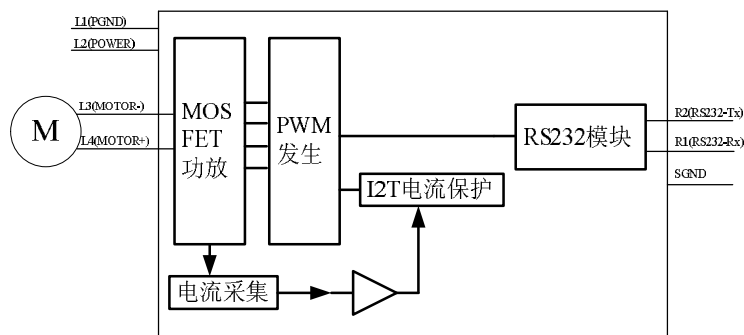 L1(PGND)
L2(POWER)
L3(MOTOR-)
M
L4(MOTOR+)
MOS
FET
功放
PWM
发生
RS232模块
R2(RS232-Tx)
R1(RS232-Rx)
SGND
I2T电流保护
电流采集